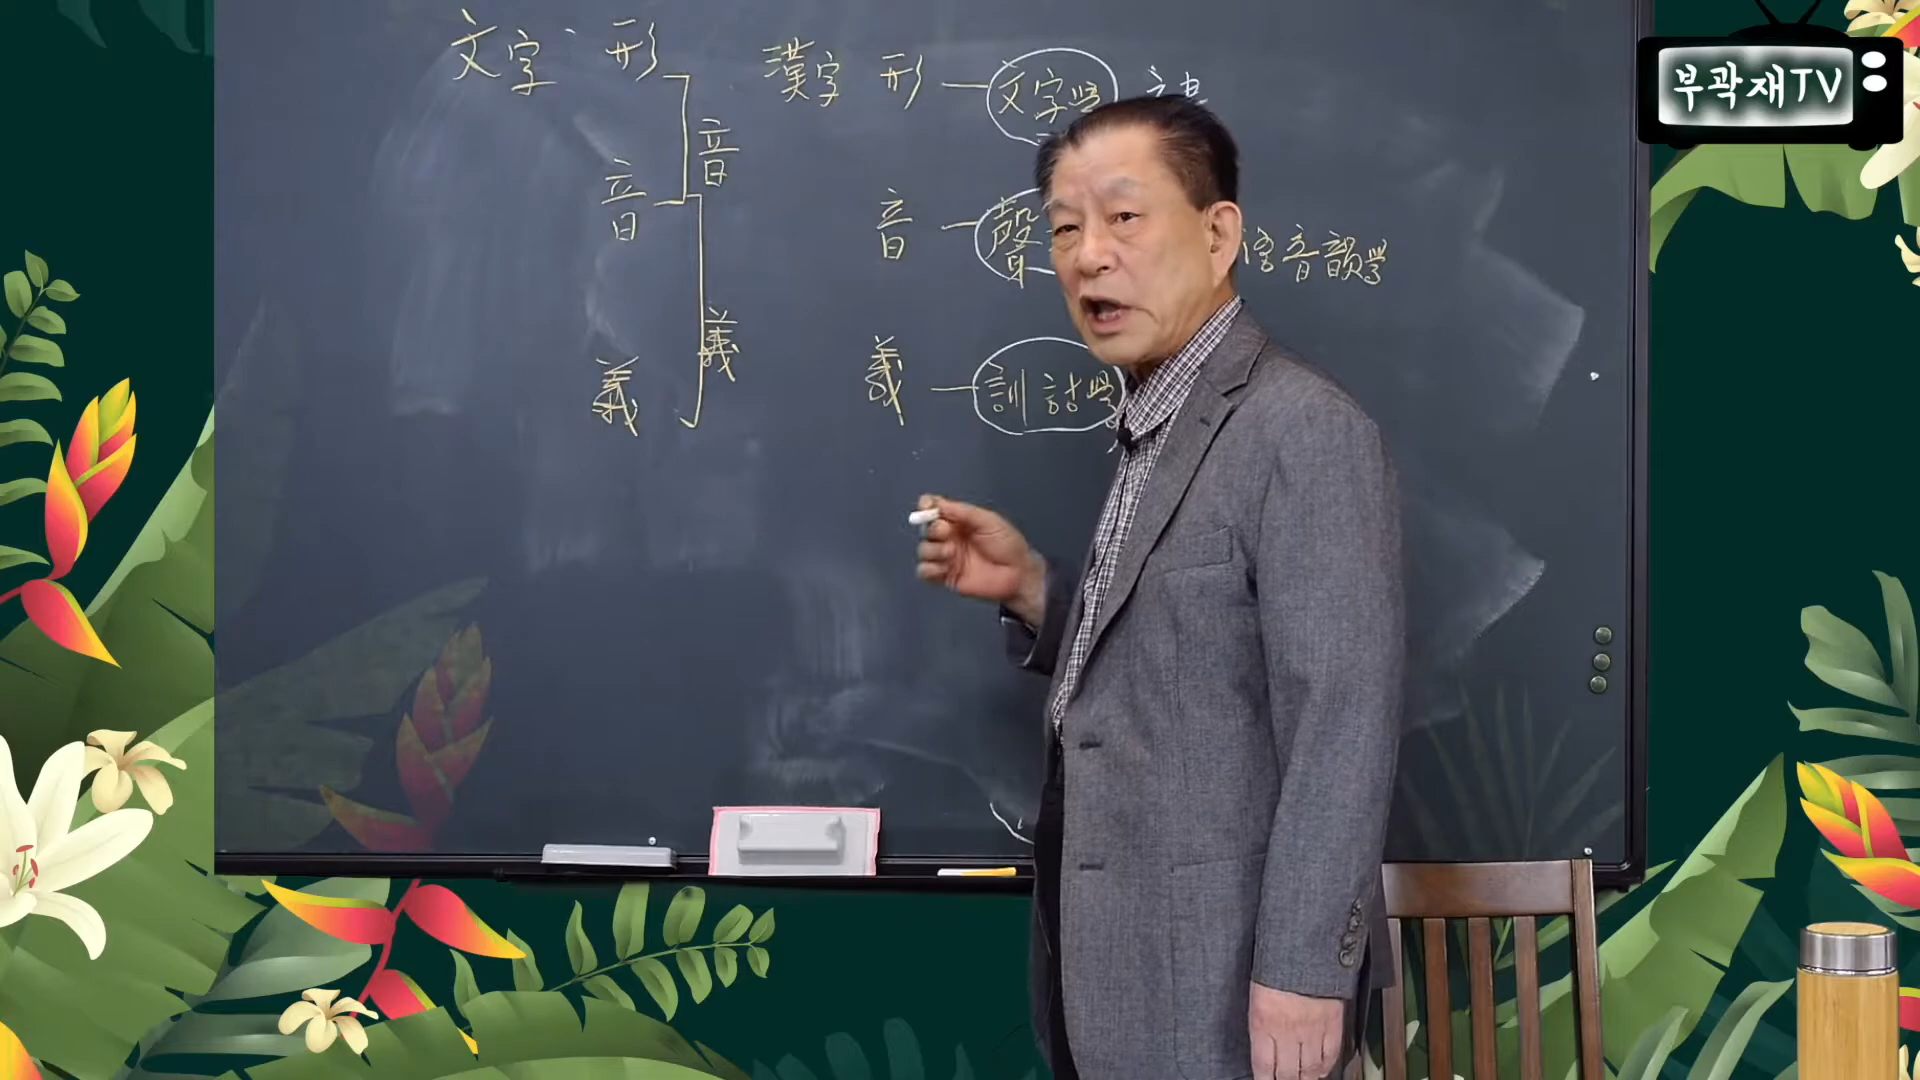 文字、形 漢字 形 — 文字學
音
音 音 — 聲 音韻學
義
義 義 — 訓詁學
부곽재TV